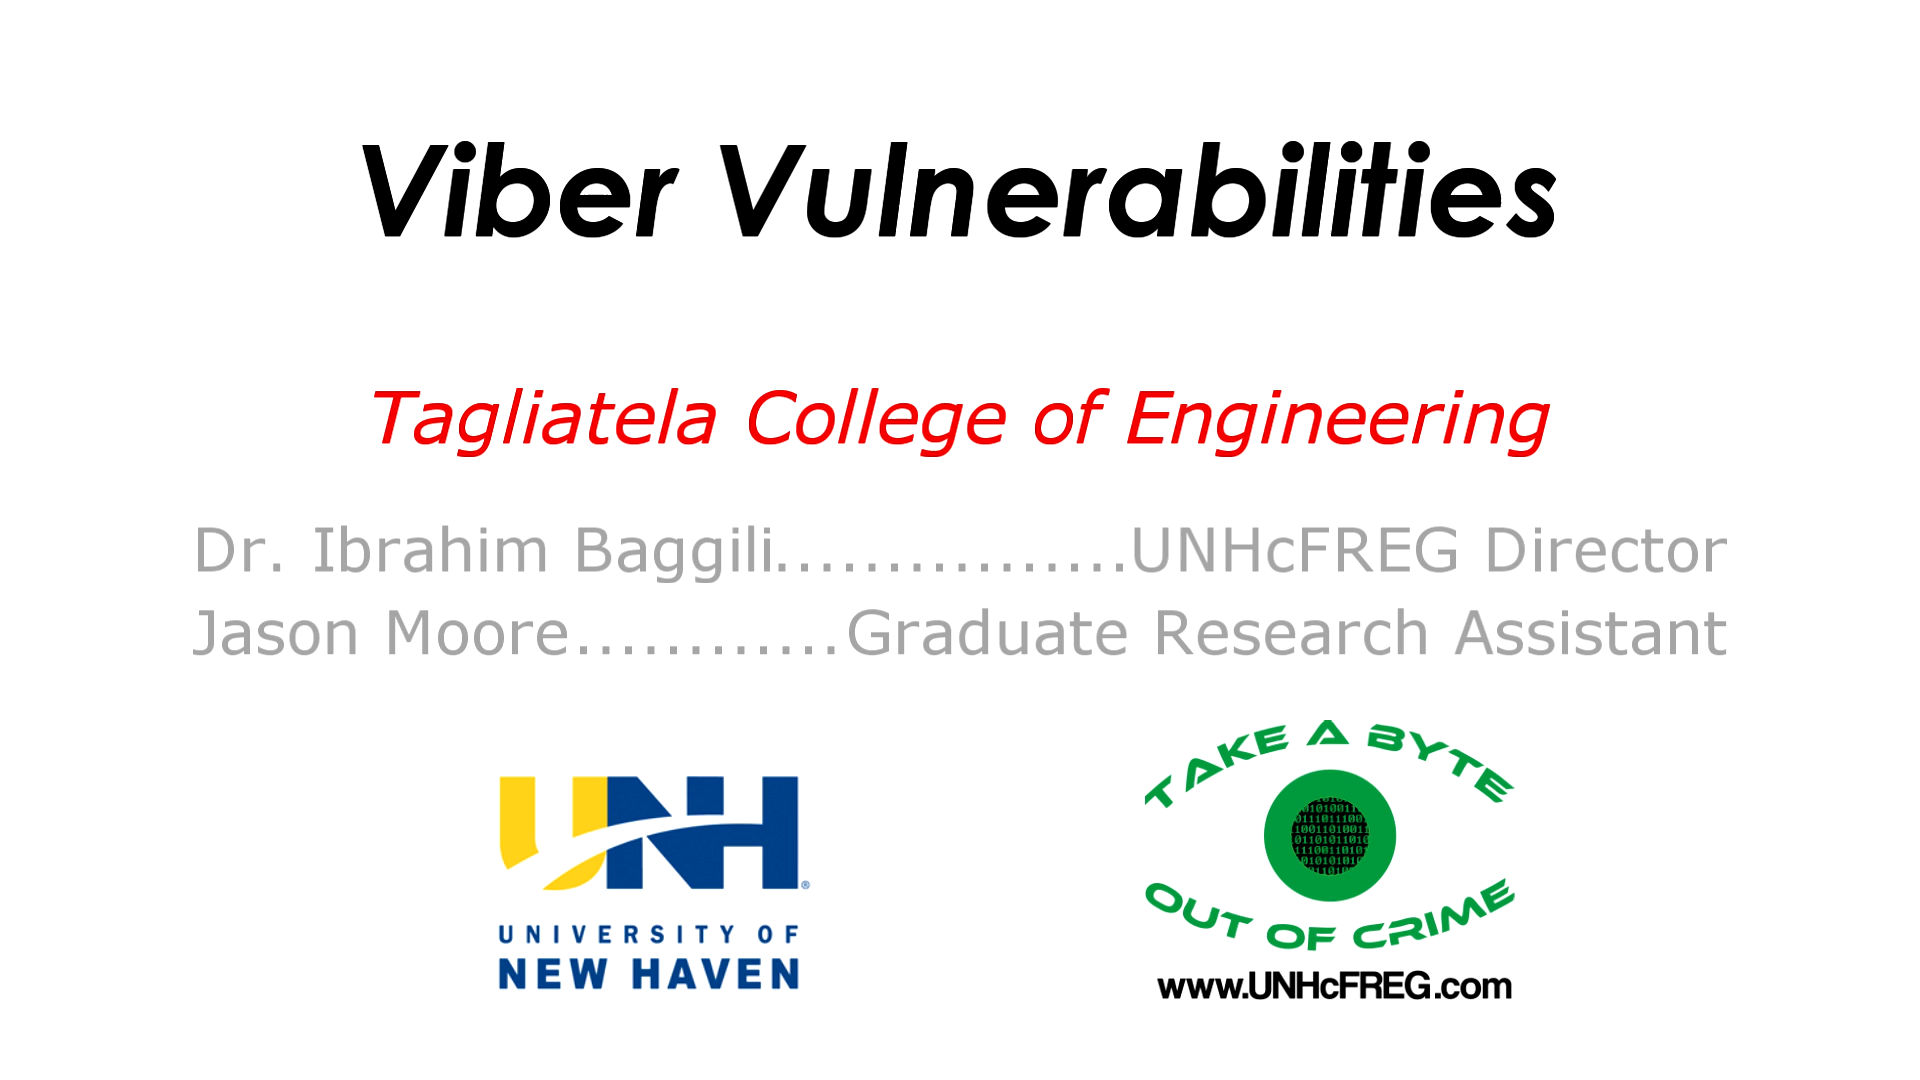 Viber Vulnerabilities
Tagliatela College of Engineering
Dr. Ibrahim Baggili................UNHcFREG Director
Jason Moore............Graduate Research Assistant
UNH®
UNIVERSITY OF
NEW HAVEN
TAKE A BYTE
OUT OF CRIME
www.UNHcFREG.com